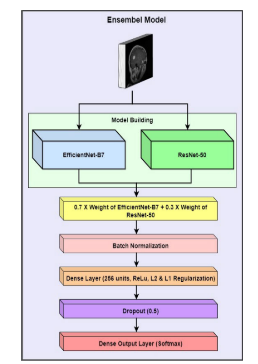 Ensembel Model
Model Building
EfficientNet-B7
ResNet-50
0.7 X Weight of EfficientNet-B7 + 0.3 X Weight of
ResNet-50
Batch Normalization
Dense Layer (256 units, ReLu, L2 & L1 Regularization)
Dropout (0.5)
Dense Output Layer (Softmax)